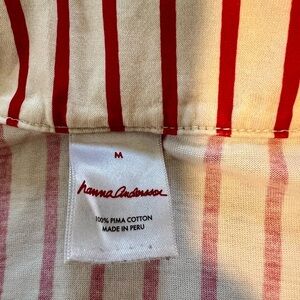 M
hanna andersson
100% PIMA COTTON
MADE IN PERU